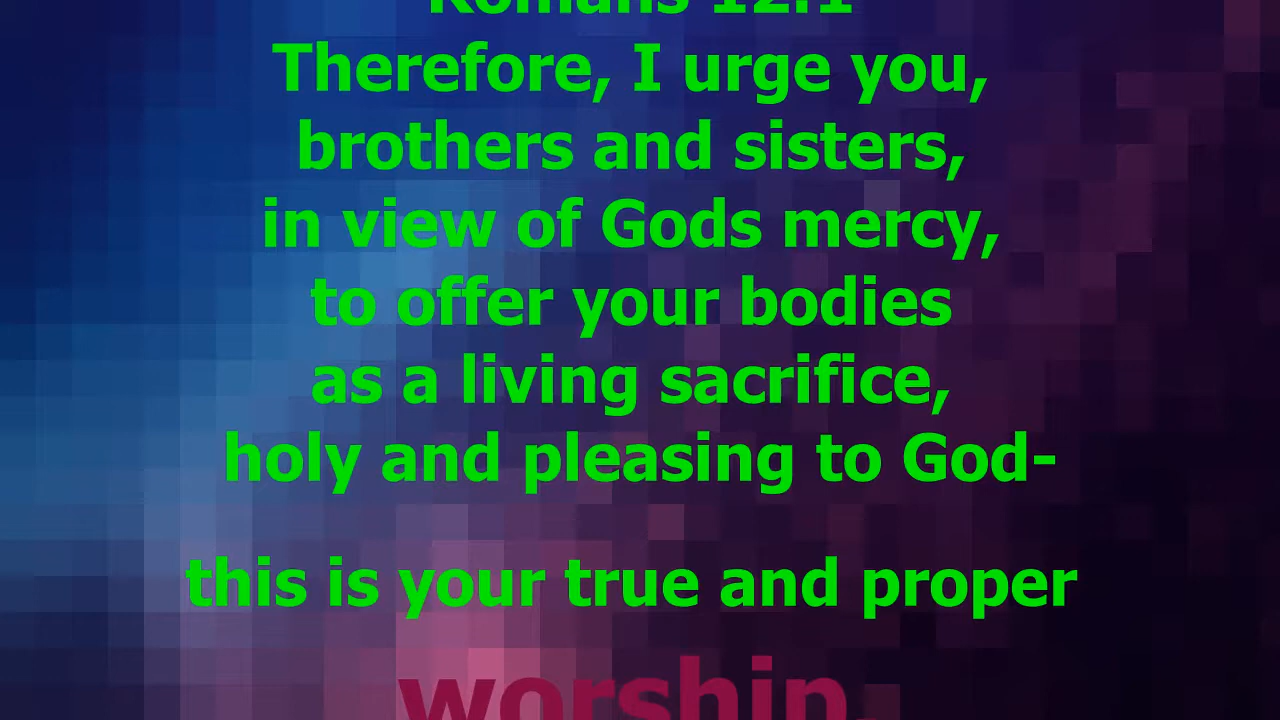 Romans 12:1
Therefore, I urge you,
brothers and sisters,
in view of Gods mercy,
to offer your bodies
as a living sacrifice,
holy and pleasing to God-
this is your true and proper
worship.